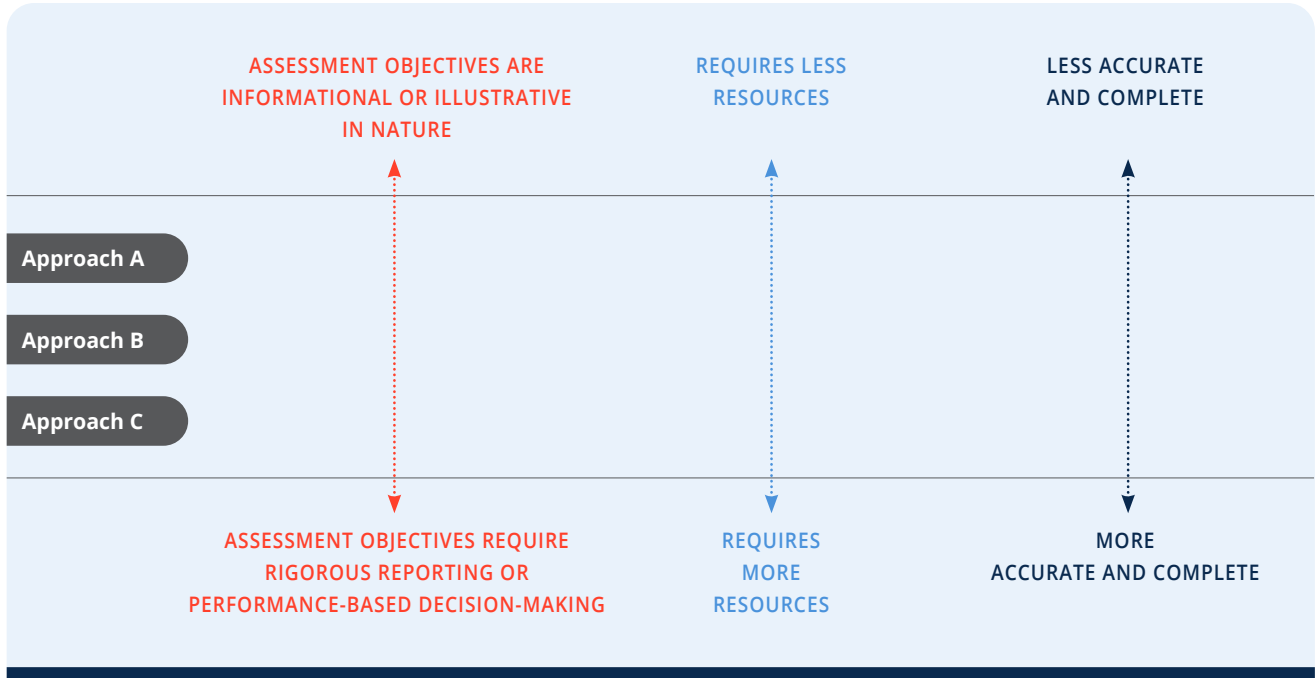 ASSESSMENT OBJECTIVES ARE
INFORMATIONAL OR ILLUSTRATIVE
IN NATURE
REQUIRES LESS
RESOURCES
LESS ACCURATE
AND COMPLETE
Approach A
Approach B
Approach C
ASSESSMENT OBJECTIVES REQUIRE
RIGOROUS REPORTING OR
PERFORMANCE-BASED DECISION-MAKING
REQUIRES
MORE
RESOURCES
MORE
ACCURATE AND COMPLETE